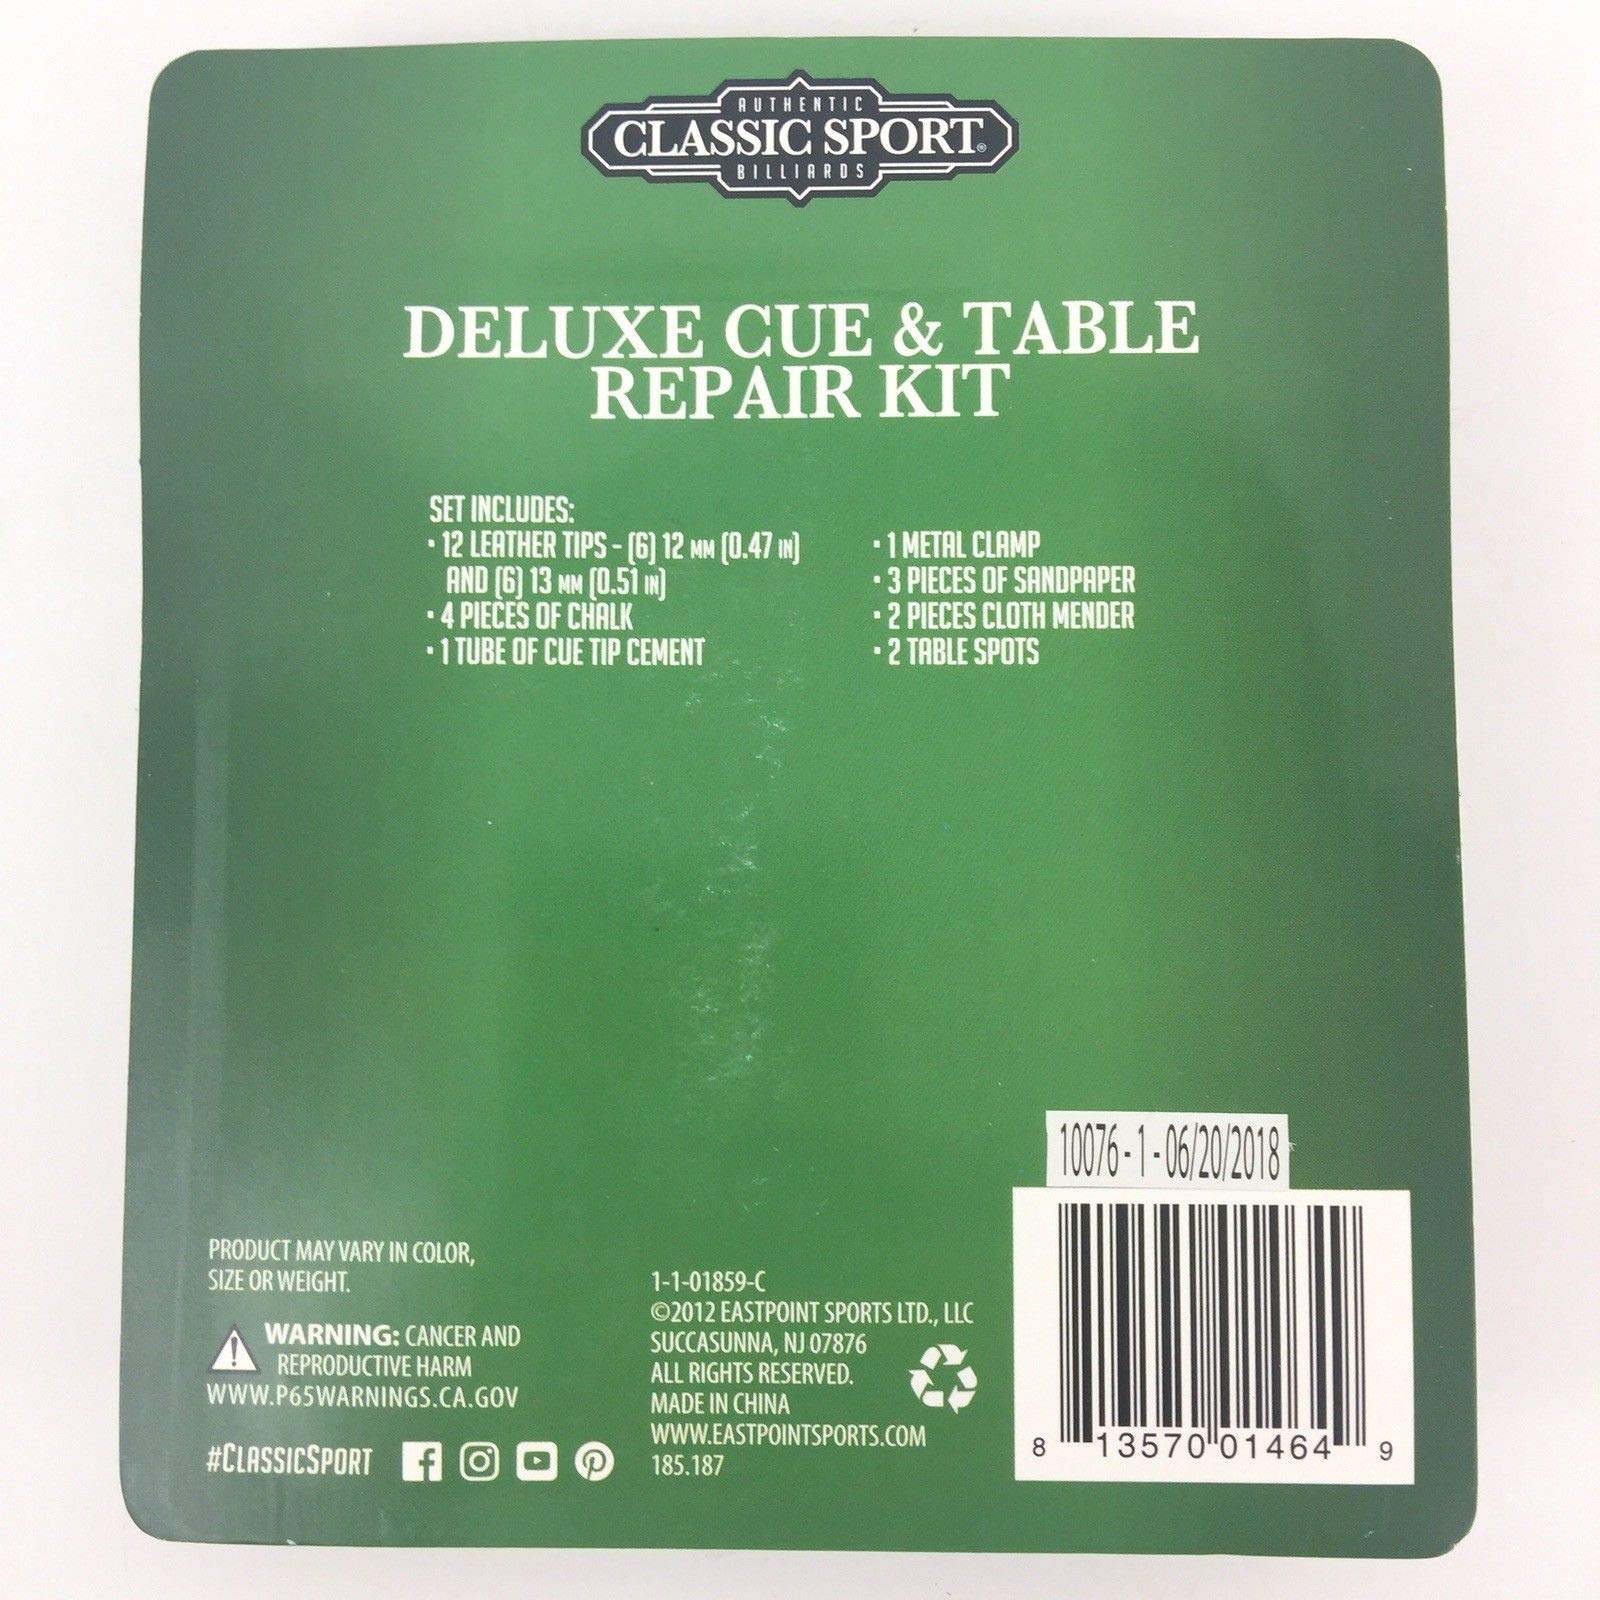 AUTHENTIC
CLASSIC SPORT®
BILLIARDS
DELUXE CUE & TABLE
REPAIR KIT
SET INCLUDES:
• 12 LEATHER TIPS - (6) 12 MM (0.47 IN)
AND (6) 13 MM (0.51 IN)
• 4 PIECES OF CHALK
• 1 TUBE OF CUE TIP CEMENT
• 1 METAL CLAMP
• 3 PIECES OF SANDPAPER
• 2 PIECES CLOTH MENDER
• 2 TABLE SPOTS
PRODUCT MAY VARY IN COLOR,
SIZE OR WEIGHT.
WARNING: CANCER AND
REPRODUCTIVE HARM
WWW.P65WARNINGS.CA.GOV
#CLASSICSPORT
1-1-01859-C
©2012 EASTPOINT SPORTS LTD., LLC
SUCCASUNNA, NJ 07876
ALL RIGHTS RESERVED.
MADE IN CHINA
WWW.EASTPOINTSPORTS.COM
185.187
10076-1-06/20/2018
8 13570 01464 9